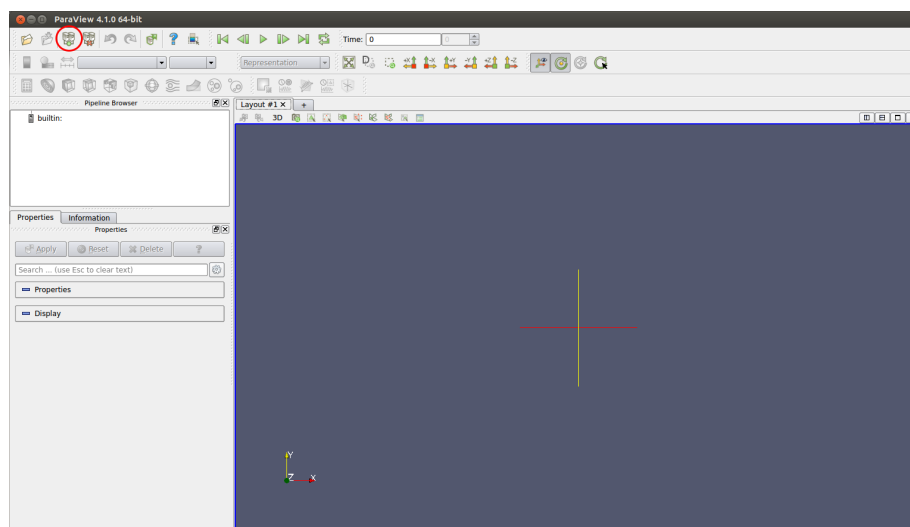 ParaView 4.1.0 64-bit
Time: 0 0
Representation
Pipeline Browser
Layout #1 x +
builtin:
3D
Properties Information
Properties
Apply Reset Delete ?
Search ... (use Esc to clear text)
Properties
Display
Y
Z X